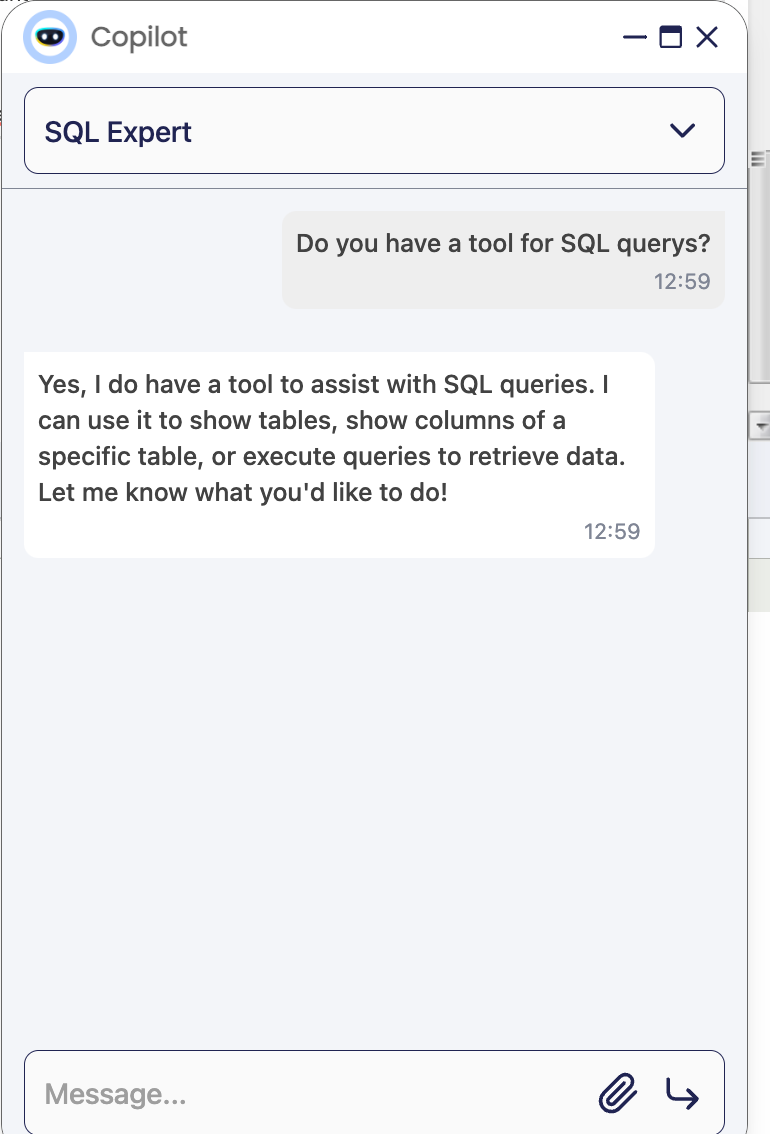 Copilot
SQL Expert
Do you have a tool for SQL querys?
12:59
Yes, I do have a tool to assist with SQL queries. I
can use it to show tables, show columns of a
specific table, or execute queries to retrieve data.
Let me know what you'd like to do!
12:59
Message...